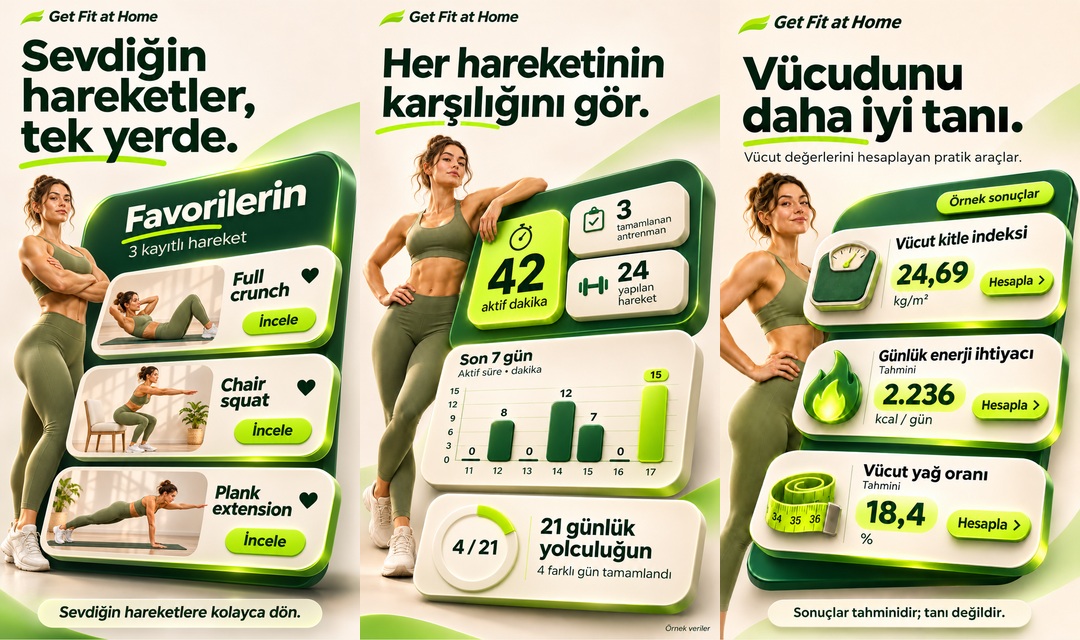 Get Fit at Home
Sevdiğin
hareketler,
tek yerde.
Favorilerin
3 kayıtlı hareket
Full
crunch
İncele
Chair
squat
İncele
Plank
extension
İncele
Sevdiğin hareketlere kolayca dön.
Get Fit at Home
Her hareketinin
karşılığını gör.
42
aktif dakika
3
tamamlanan
antrenman
24
yapılan
hareket
Son 7 gün
Aktif süre • dakika
15
12
9
6
3
0
0
8
0
12
7
0
15
11
12
13
14
15
16
17
4 / 21
21 günlük
yolculuğun
4 farklı gün tamamlandı
Örnek veriler
Get Fit at Home
Vücudunu
daha iyi tanı.
Vücut değerlerini hesaplayan pratik araçlar.
Örnek sonuçlar
Vücut kitle indeksi
24,69
kg/m²
Hesapla >
Günlük enerji ihtiyacı
Tahmini
2.236
kcal / gün
Hesapla >
34 35 36
Vücut yağ oranı
Tahmini
18,4
%
Hesapla >
Sonuçlar tahminidir; tanı değildir.